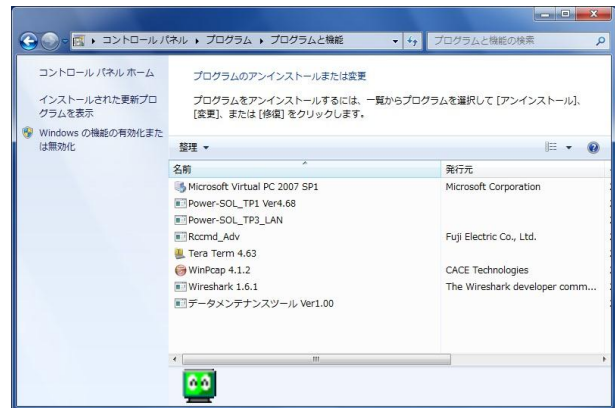 コントロール パネル ▸ プログラム ▸ プログラムと機能
プログラムと機能の検索
コントロール パネル ホーム
インストールされた更新プロ
グラムを表示
Windows の機能の有効化また
は無効化
プログラムのアンインストールまたは変更
プログラムをアンインストールするには、一覧からプログラムを選択して [アンインストール]、
[変更]、または [修復] をクリックします。
整理
名前 発行元
Microsoft Virtual PC 2007 SP1 Microsoft Corporation
Power-SOL_TP1 Ver4.68
Power-SOL_TP3_LAN
Rccmd_Adv Fuji Electric Co., Ltd.
Tera Term 4.63
WinPcap 4.1.2 CACE Technologies
Wireshark 1.6.1 The Wireshark developer comm...
データメンテナンスツール Ver1.00